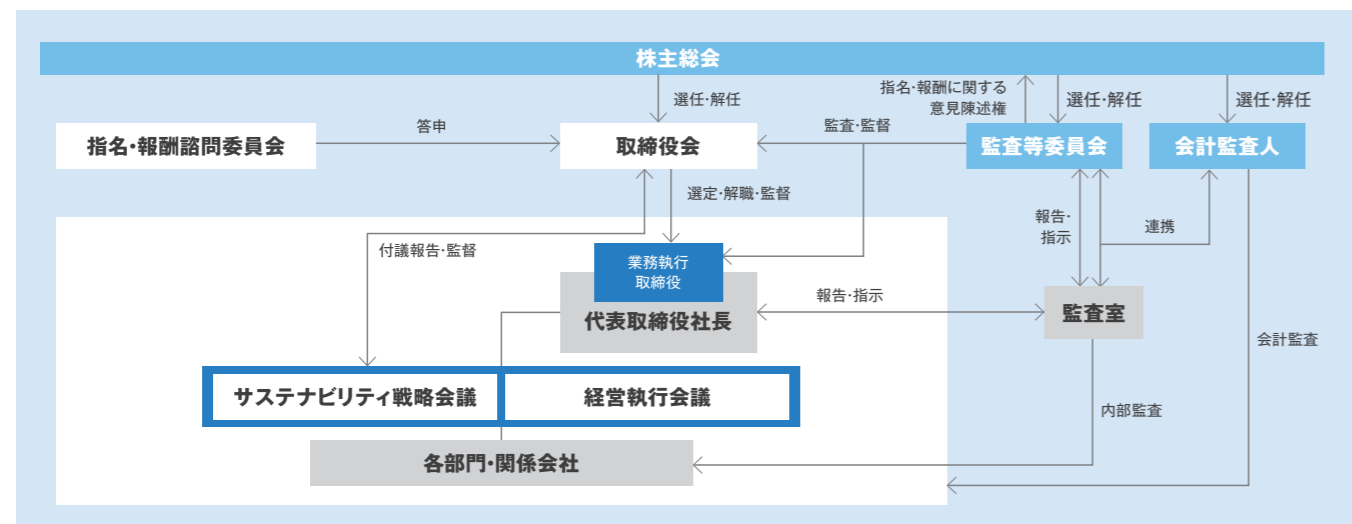 株主総会
選任・解任
指名・報酬に関する
意見陳述権
選任・解任
選任・解任
指名・報酬諮問委員会
答申
取締役会
監査・監督
監査等委員会
会計監査人
選定・解職・監督
付議報告・監督
報告・
指示
連携
業務執行
取締役
代表取締役社長
報告・指示
監査室
会計監査
サステナビリティ戦略会議
経営執行会議
内部監査
各部門・関係会社